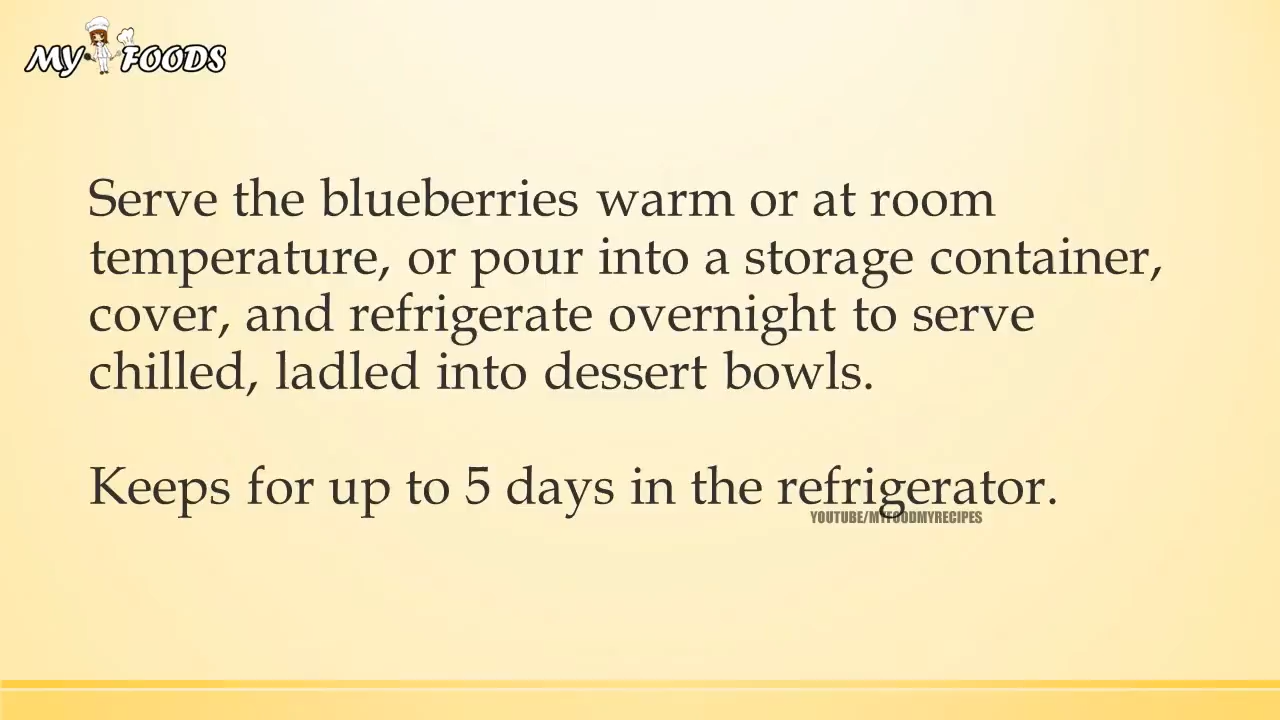 MY FOODS
Serve the blueberries warm or at room
temperature, or pour into a storage container,
cover, and refrigerate overnight to serve
chilled, ladled into dessert bowls.
Keeps for up to 5 days in the refrigerator.
YOUTUBE/MYFOODMYRECIPES